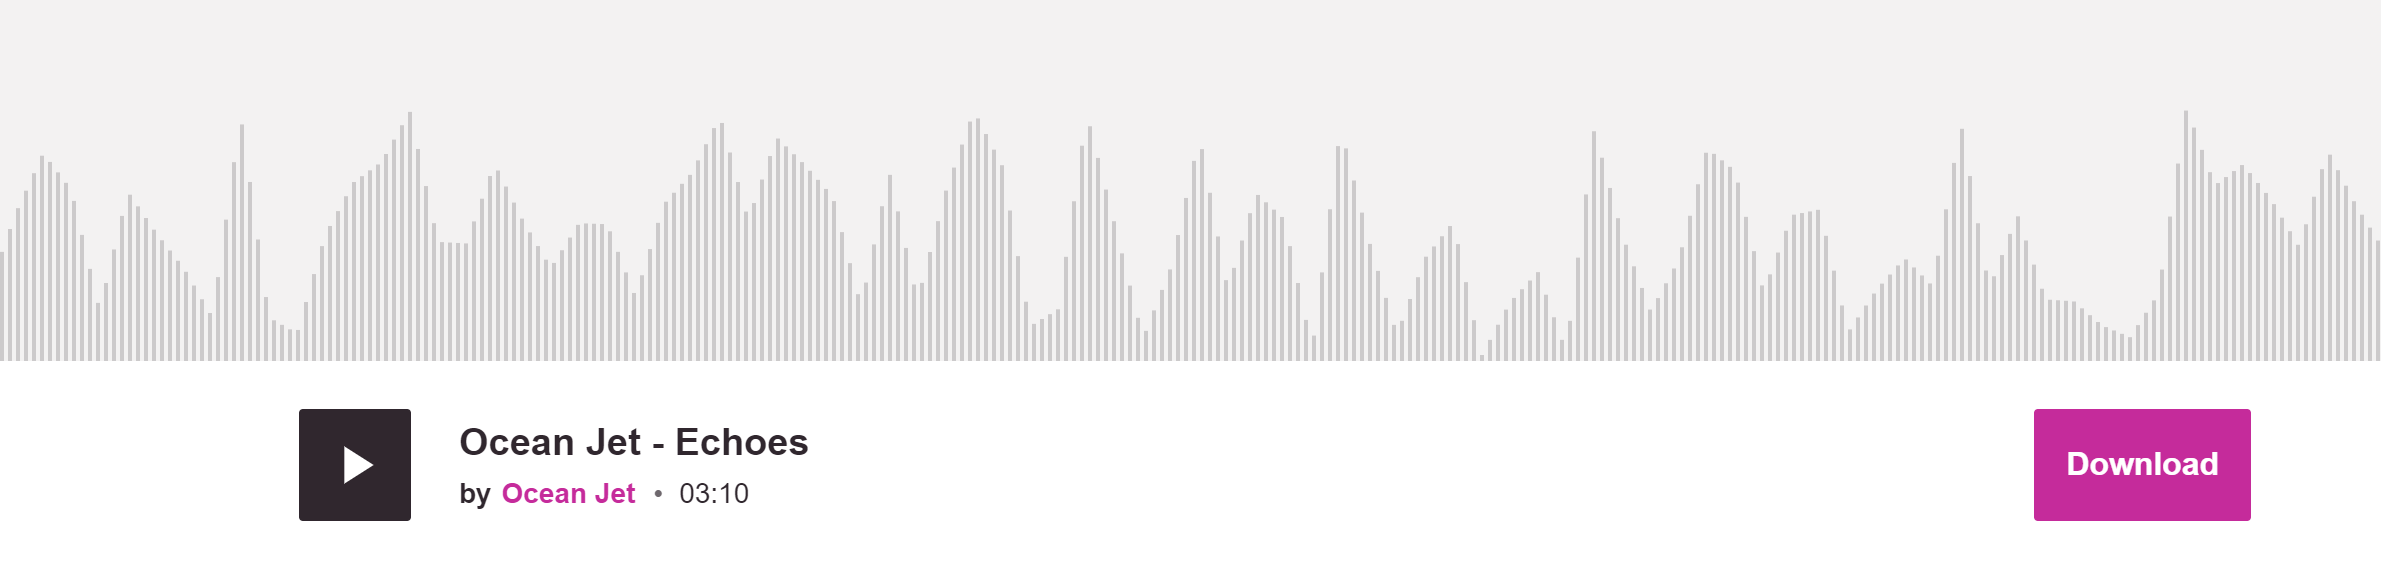 Ocean Jet - Echoes
by Ocean Jet • 03:10
Download